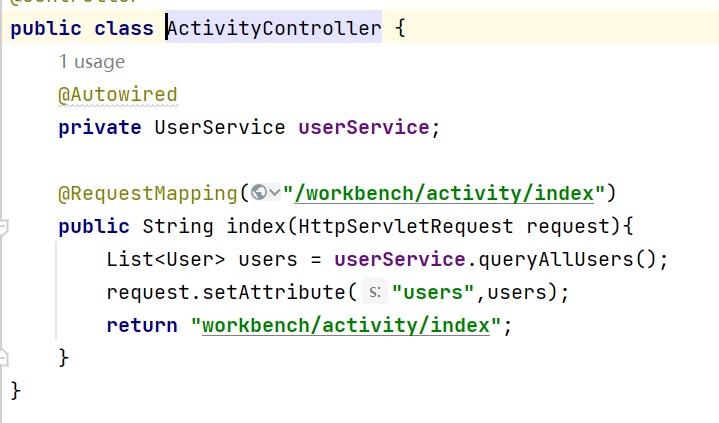 @Controller
public class ActivityController {
1 usage
@Autowired
private UserService userService;
@RequestMapping("/workbench/activity/index")
public String index(HttpServletRequest request){
List<User> users = userService.queryAllUsers();
request.setAttribute( s: "users",users);
return "workbench/activity/index";
}
}